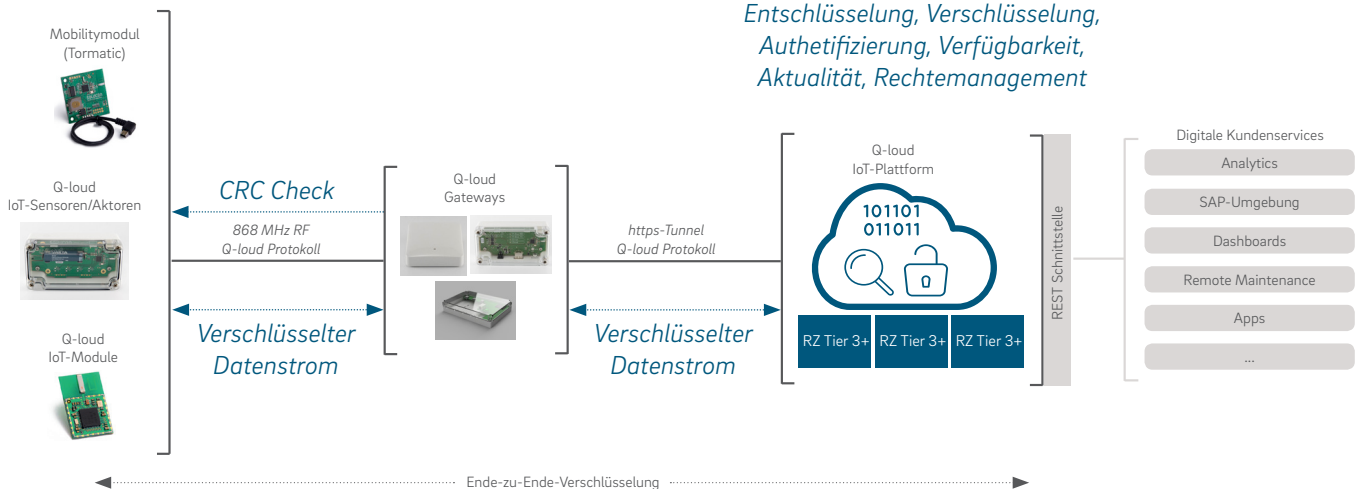 Entschlüsselung, Verschlüsselung,
Authetifizierung, Verfügbarkeit,
Aktualität, Rechtemanagement
Mobilitymodul
(Tormatic)
Q-loud
IoT-Sensoren/Aktoren
Q-loud
IoT-Module
CRC Check
868 MHz RF
Q-loud Protokoll
Verschlüsselter
Datenstrom
Q-loud
Gateways
https-Tunnel
Q-loud Protokoll
Verschlüsselter
Datenstrom
Q-loud
IoT-Plattform
101101
011011
RZ Tier 3+
RZ Tier 3+
RZ Tier 3+
REST Schnittstelle
Digitale Kundenservices
Analytics
SAP-Umgebung
Dashboards
Remote Maintenance
Apps
...
Ende-zu-Ende-Verschlüsselung